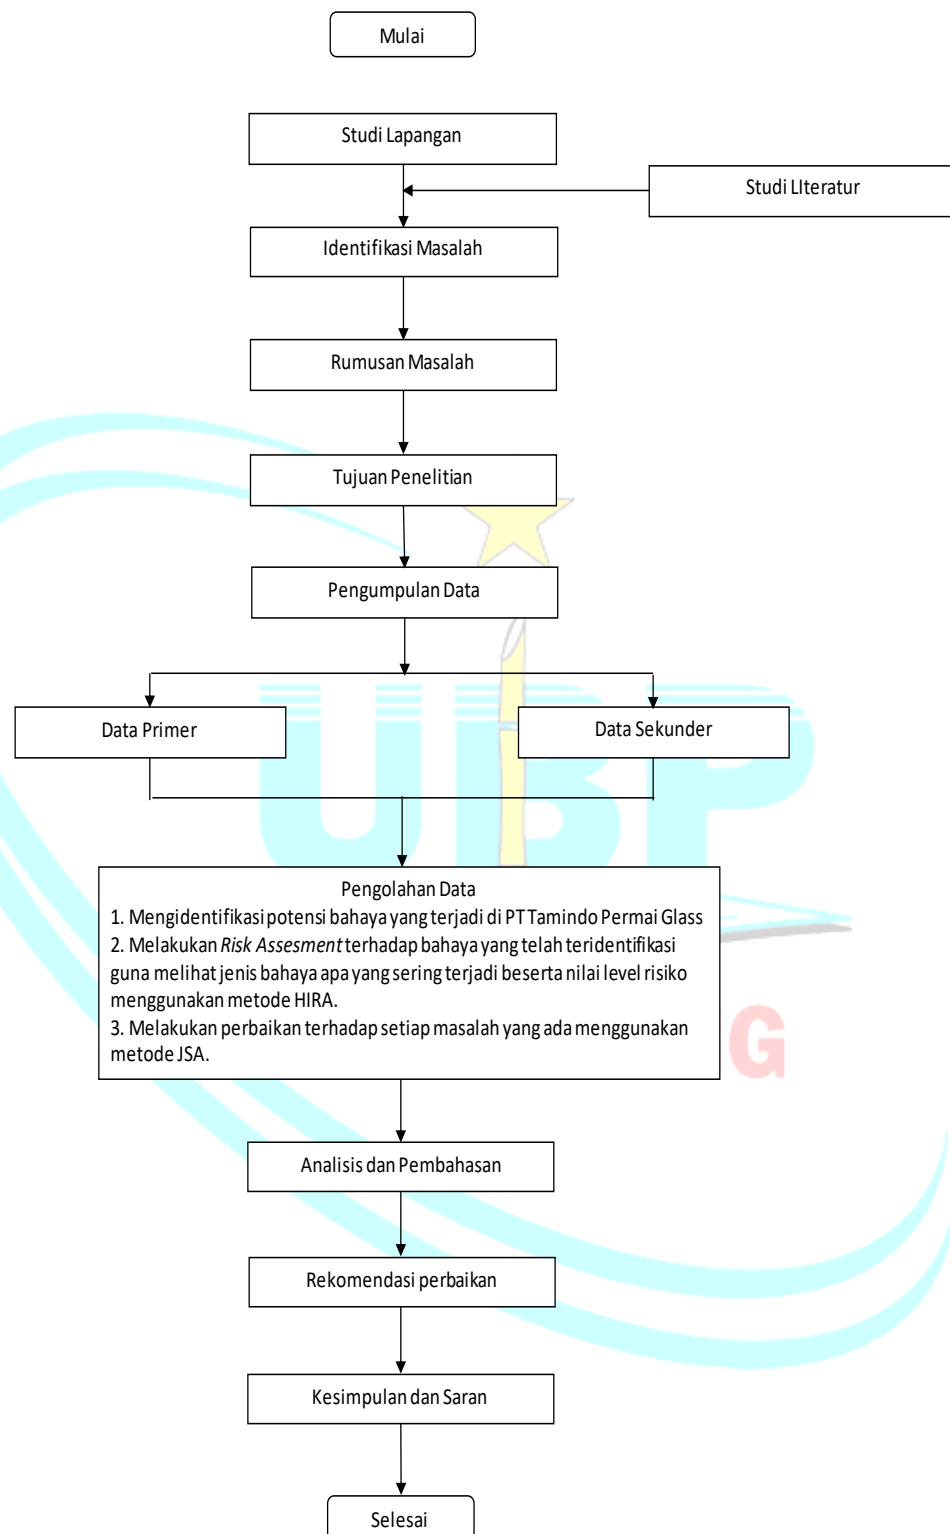 Mulai
Studi Lapangan
Studi LIteratur
Identifikasi Masalah
Rumusan Masalah
Tujuan Penelitian
Pengumpulan Data
Data Primer
Data Sekunder
UBP
Pengolahan Data
1. Mengidentifikasi potensi bahaya yang terjadi di PT Tamindo Permai Glass
2. Melakukan Risk Assesment terhadap bahaya yang telah teridentifikasi
guna melihat jenis bahaya apa yang sering terjadi beserta nilai level risiko
menggunakan metode HIRA.
3. Melakukan perbaikan terhadap setiap masalah yang ada menggunakan
metode JSA.
G
Analisis dan Pembahasan
Rekomendasi perbaikan
Kesimpulan dan Saran
Selesai